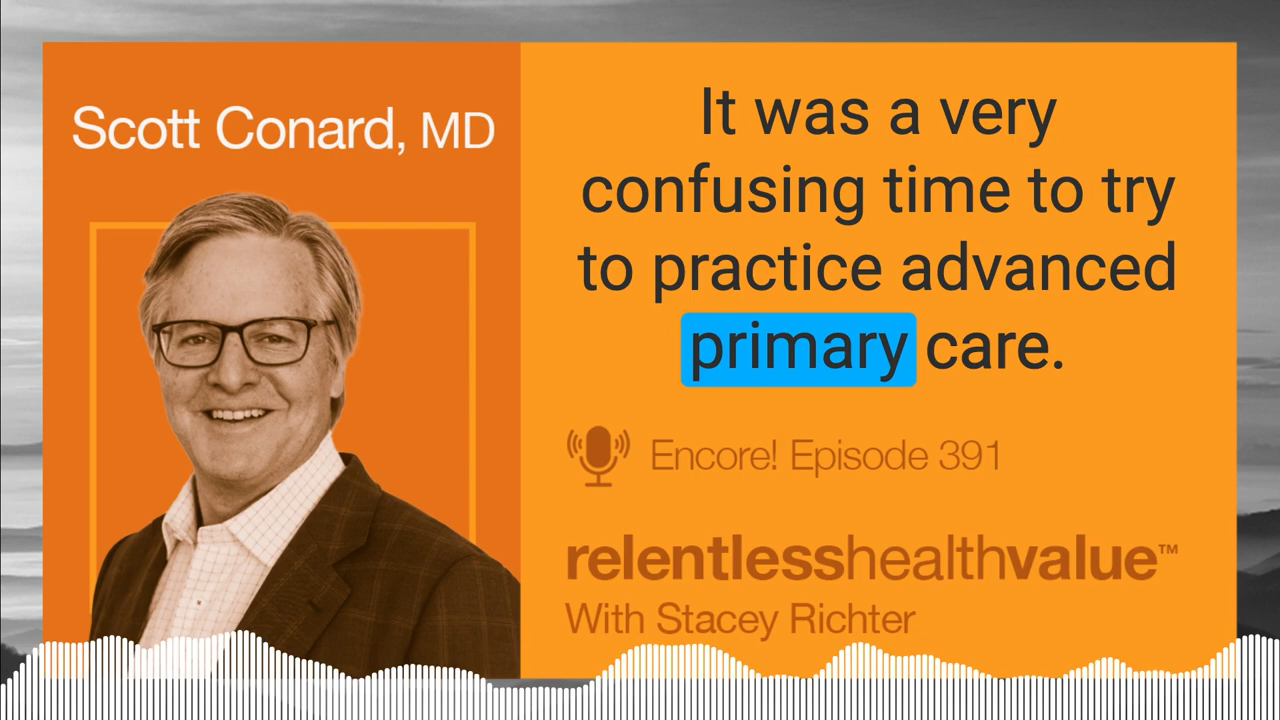 Scott Conard, MD
It was a very
confusing time to try
to practice advanced
primary care.
Encore! Episode 391
relentlesshealthvalue™
With Stacey Richter